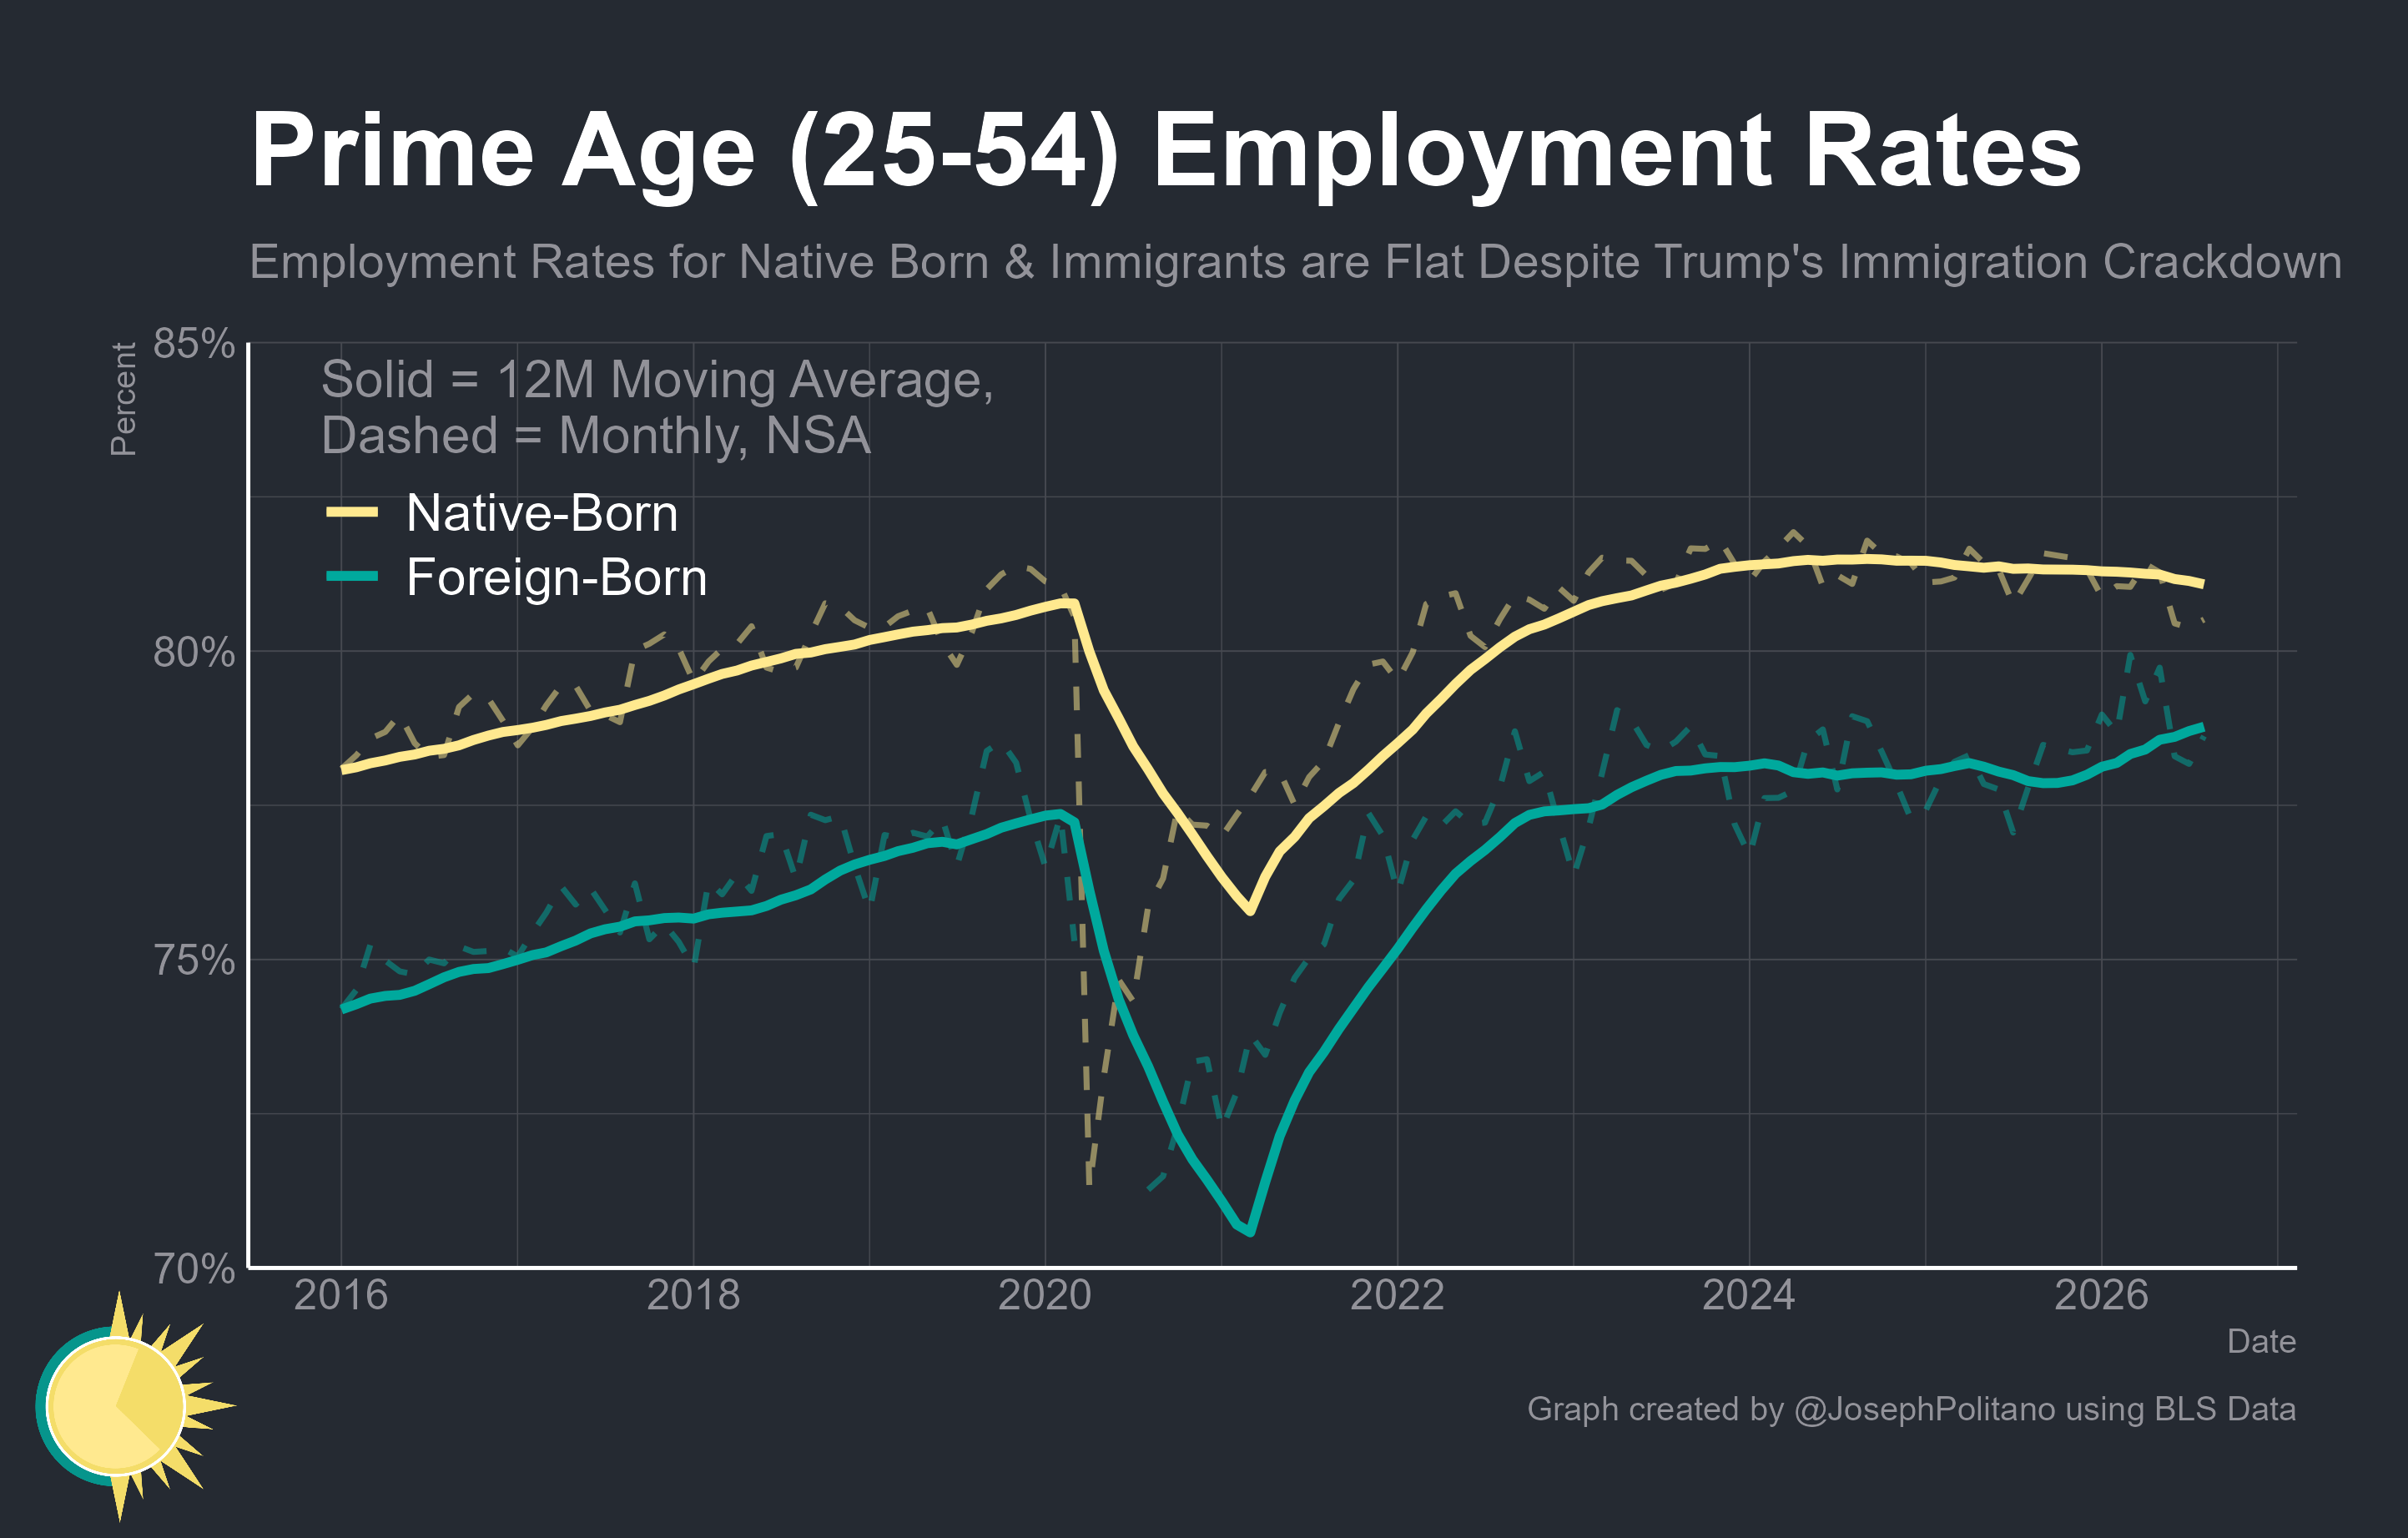 Prime Age (25-54) Employment Rates
Employment Rates for Native Born & Immigrants are Flat Despite Trump's Immigration Crackdown
Percent
85%
80%
75%
70%
Solid = 12M Moving Average,
Dashed = Monthly, NSA
Native-Born
Foreign-Born
2016 2018 2020 2022 2024 2026
Date
Graph created by @JosephPolitano using BLS Data